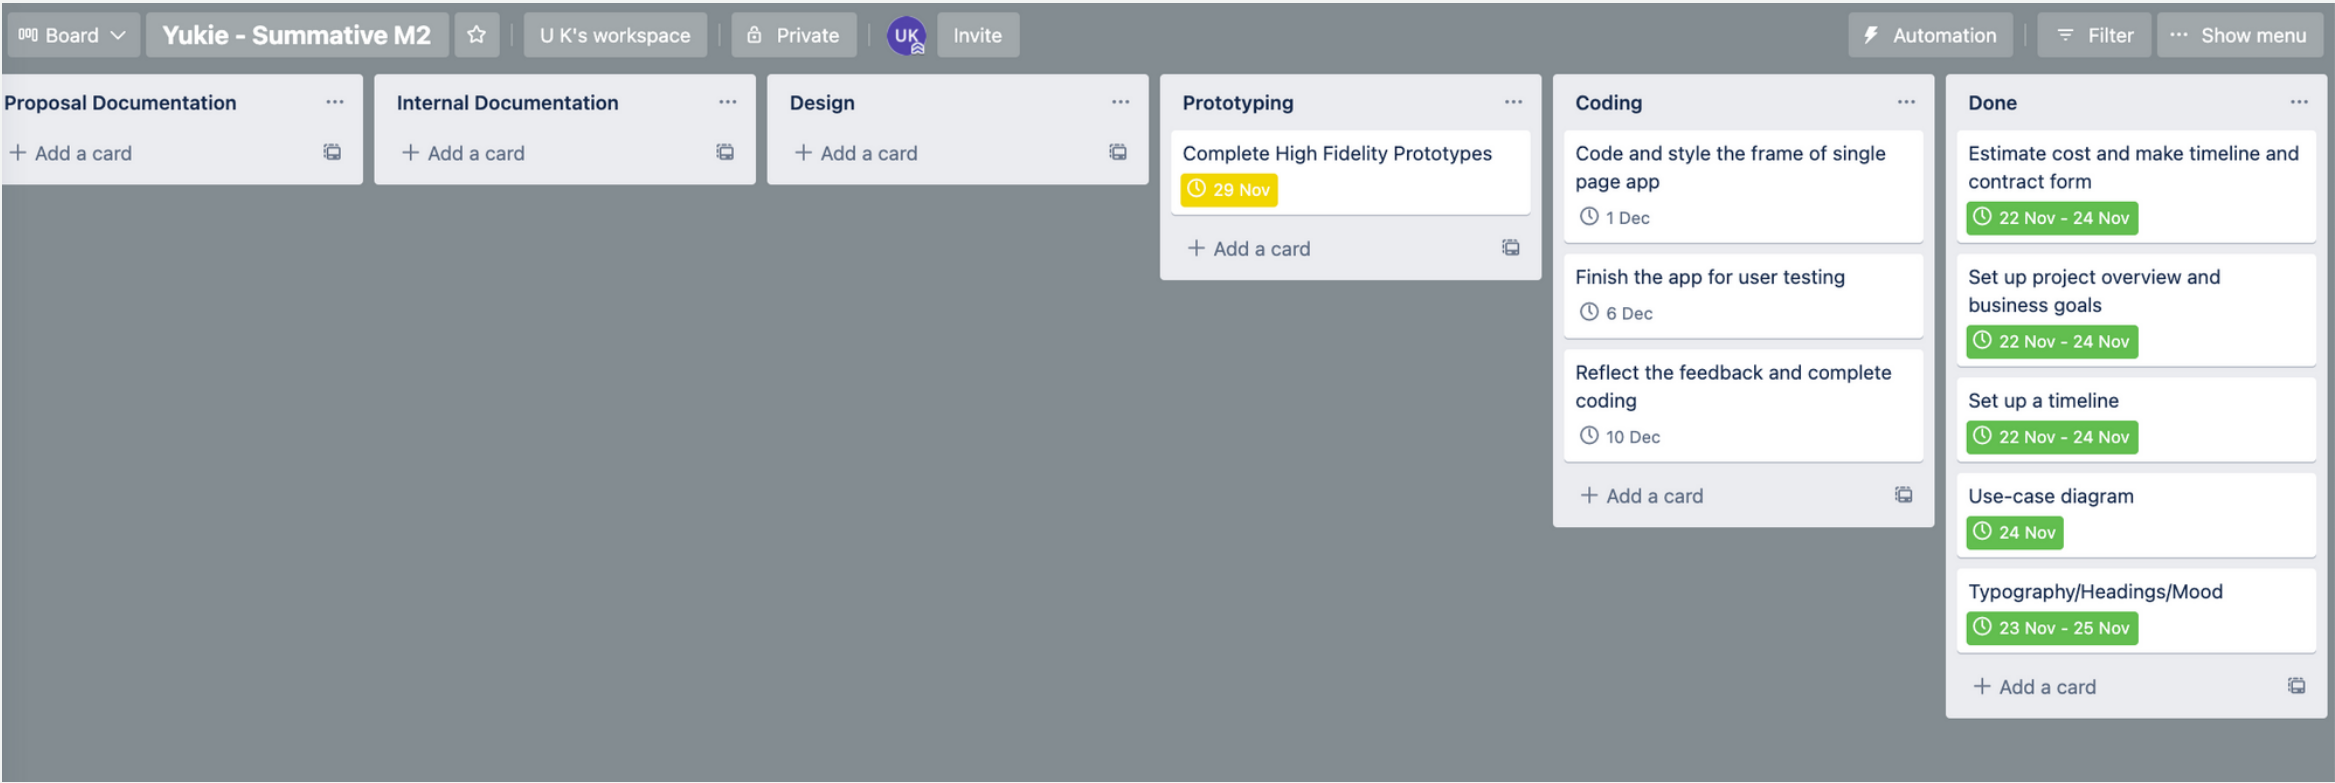 Board
Yukie - Summative M2
U K's workspace
Private
UK
Invite
Automation
Filter
Show menu
Proposal Documentation
+ Add a card
Internal Documentation
+ Add a card
Design
+ Add a card
Prototyping
Complete High Fidelity Prototypes
29 Nov
+ Add a card
Coding
Code and style the frame of single
page app
1 Dec
Finish the app for user testing
6 Dec
Reflect the feedback and complete
coding
10 Dec
+ Add a card
Done
Estimate cost and make timeline and
contract form
22 Nov - 24 Nov
Set up project overview and
business goals
22 Nov - 24 Nov
Set up a timeline
22 Nov - 24 Nov
Use-case diagram
24 Nov
Typography/Headings/Mood
23 Nov - 25 Nov
+ Add a card